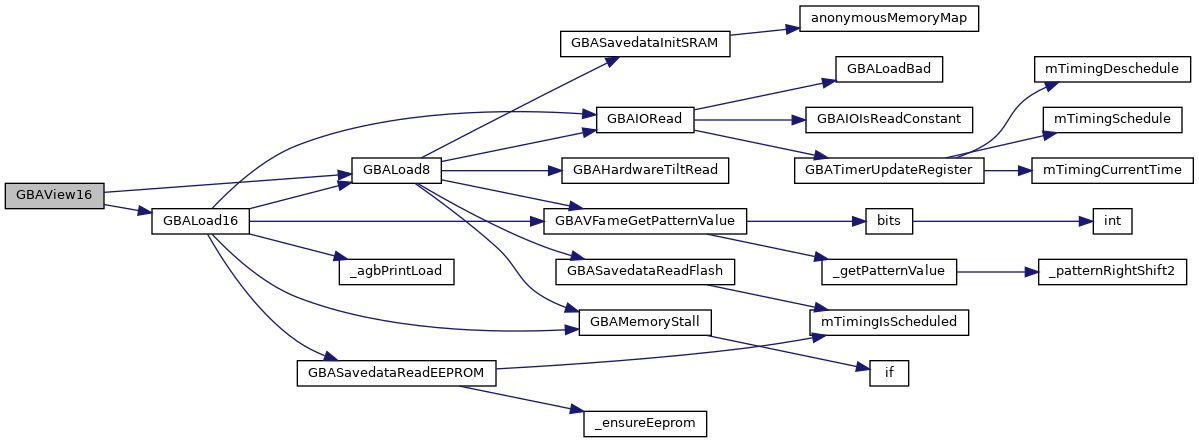 anonymousMemoryMap
GBASavedataInitSRAM
GBALoadBad
mTimingDeschedule
GBAIORead
GBAIOIsReadConstant
mTimingSchedule
GBALoad8
GBAHardwareTiltRead
GBATimerUpdateRegister
mTimingCurrentTime
GBAView16
GBALoad16
GBAVFameGetPatternValue
bits
int
_agbPrintLoad
GBASavedataReadFlash
_getPatternValue
_patternRightShift2
GBAMemoryStall
mTimingIsScheduled
GBASavedataReadEEPROM
if
_ensureEeprom